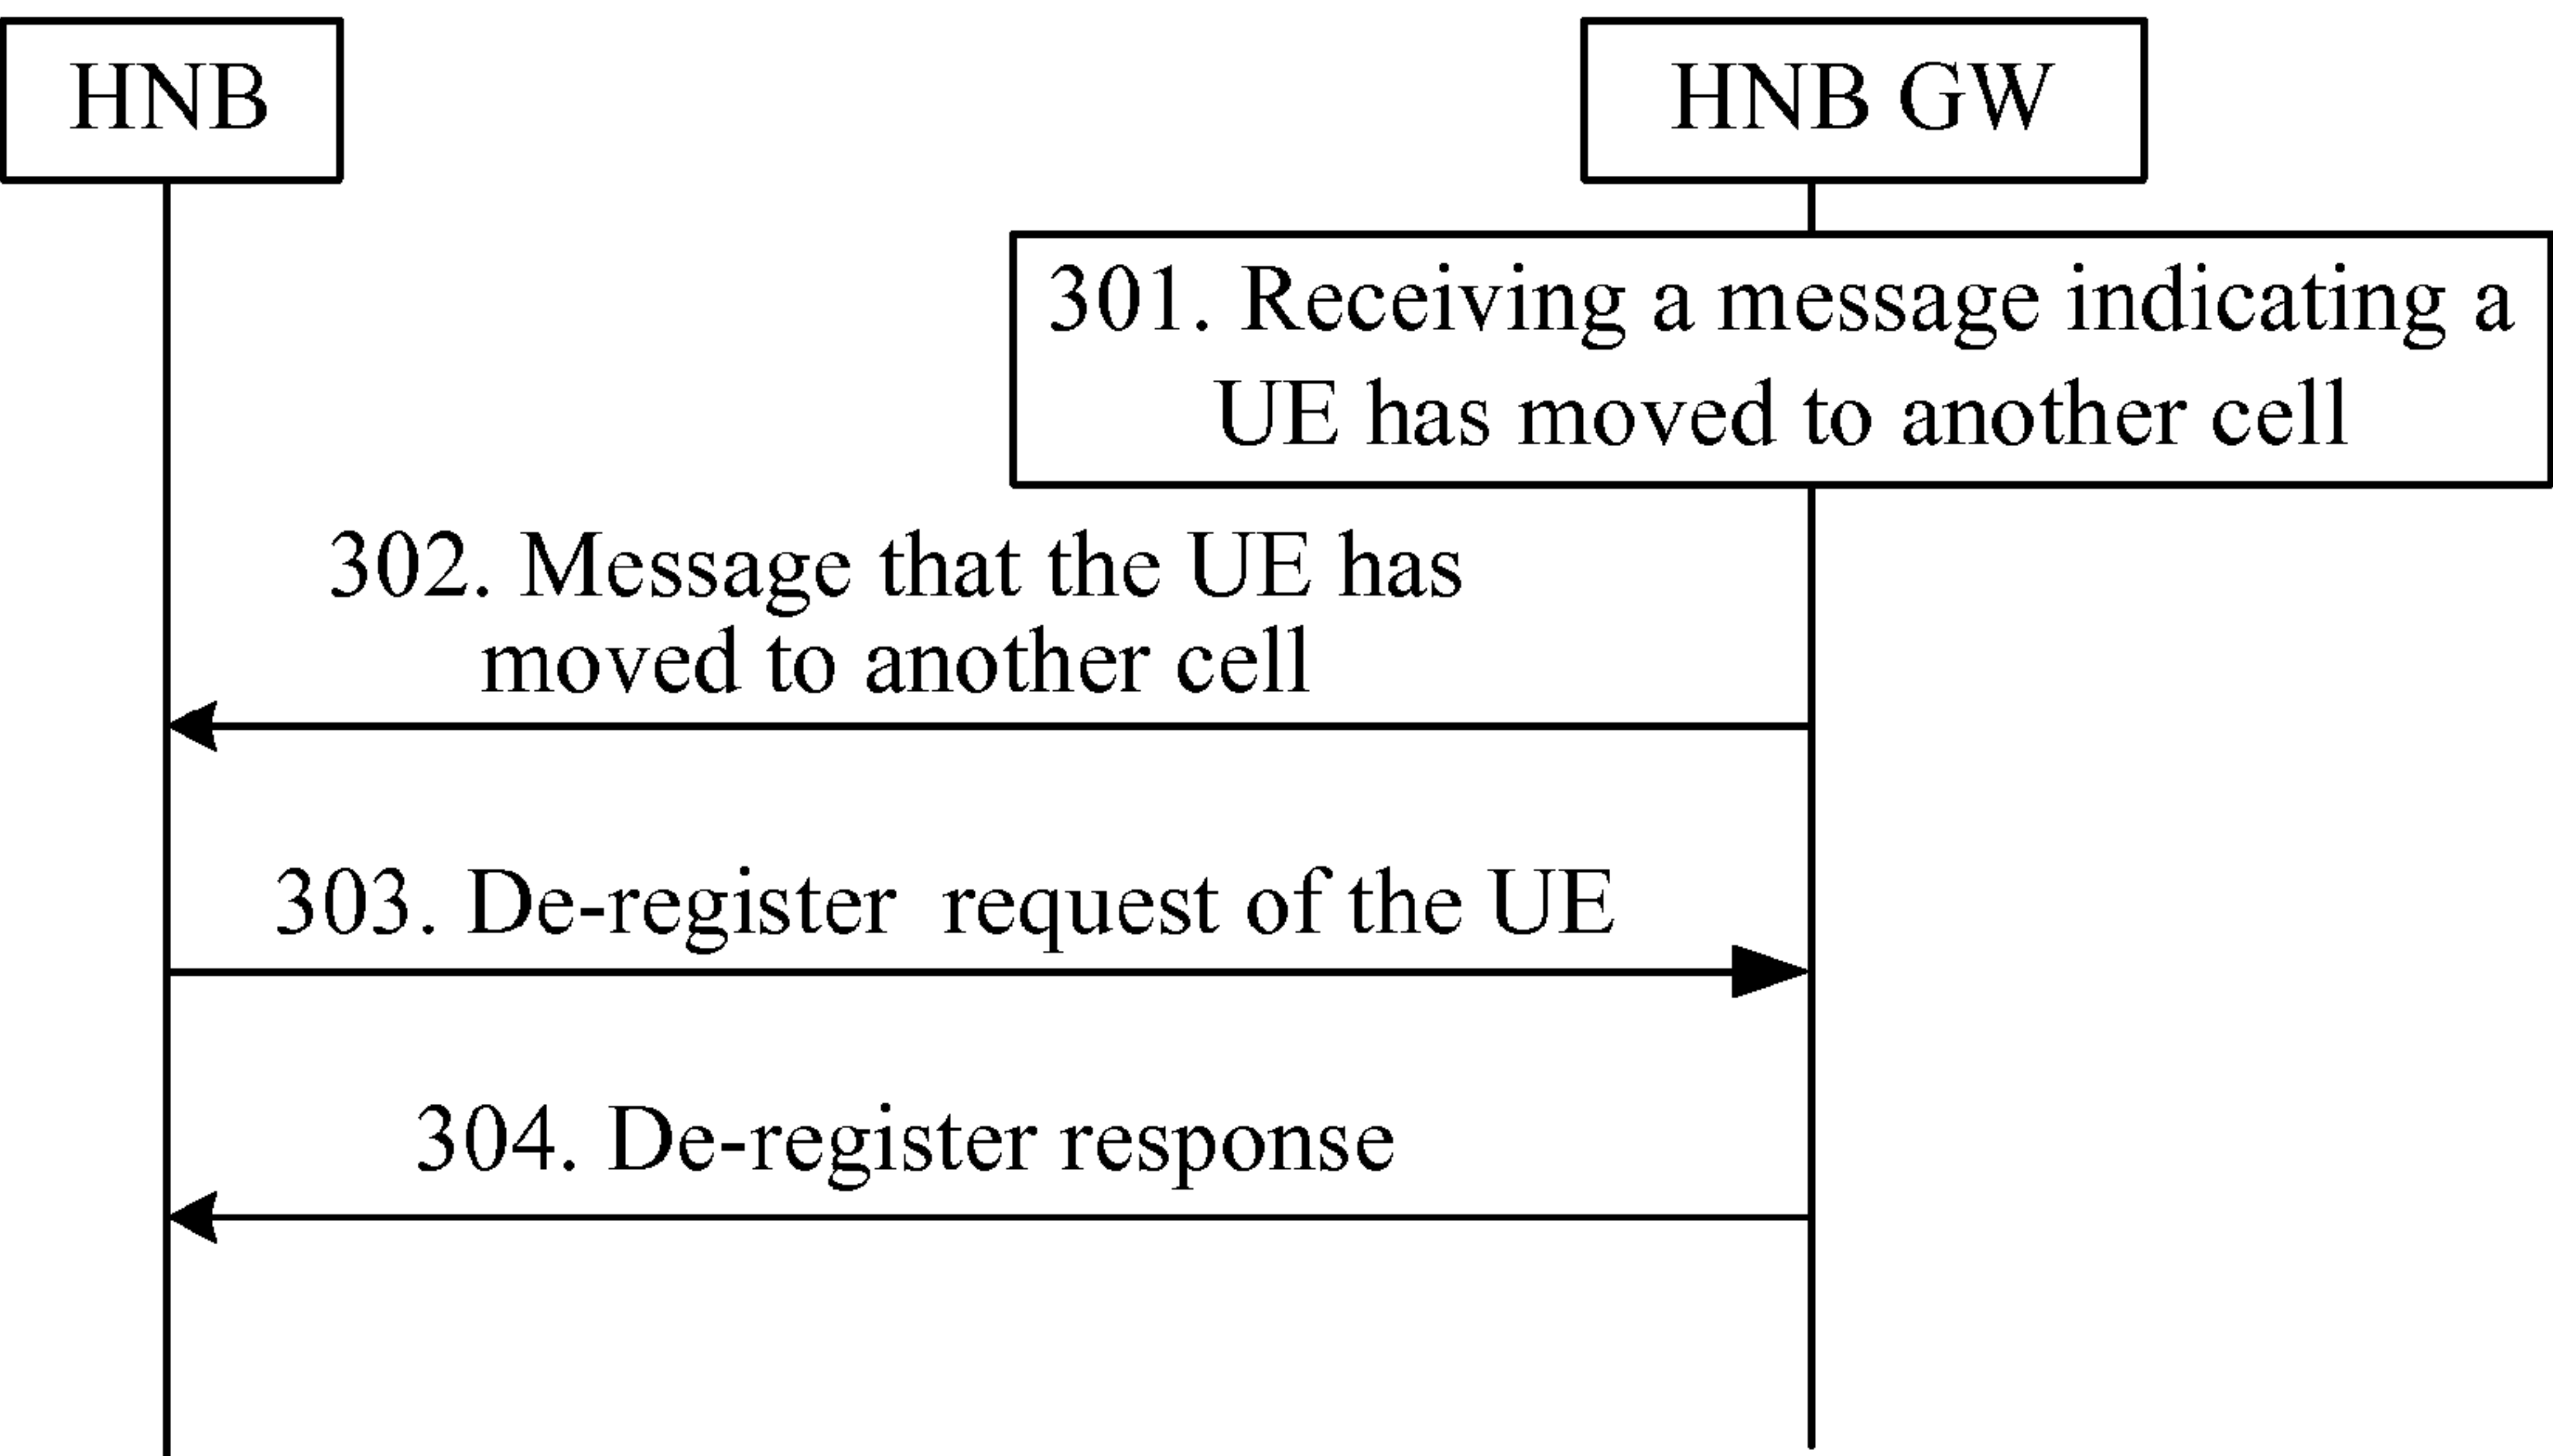 HNB
HNB GW
301. Receiving a message indicating a
UE has moved to another cell
302. Message that the UE has
moved to another cell
303. De-register request of the UE
304. De-register response